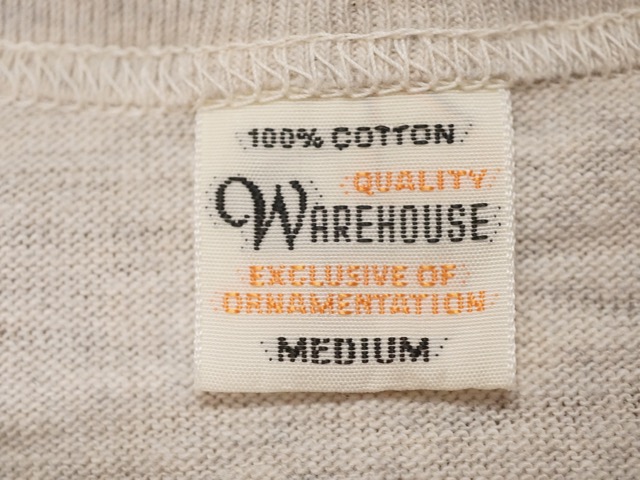 100% COTTON
QUALITY
WAREHOUSE
EXCLUSIVE OF
ORNAMENTATION
MEDIUM